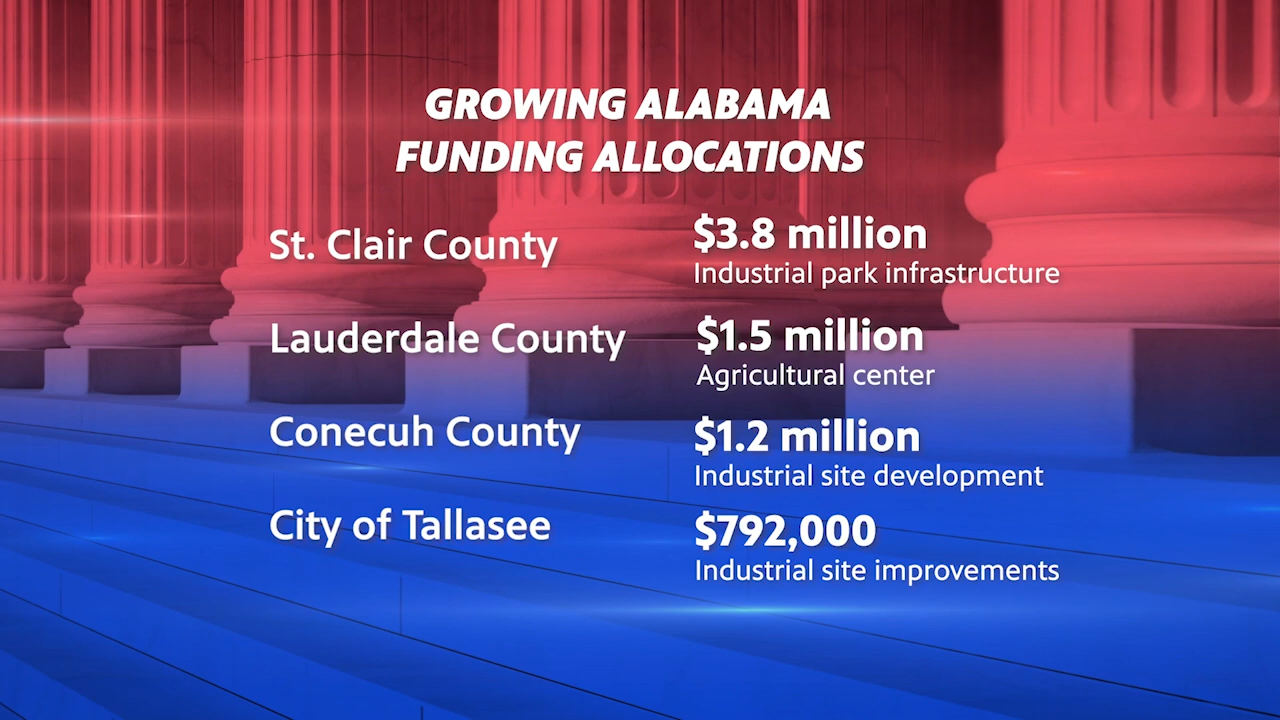 GROWING ALABAMA
FUNDING ALLOCATIONS
St. Clair County
$3.8 million
Industrial park infrastructure
Lauderdale County
$1.5 million
Agricultural center
Conecuh County
$1.2 million
Industrial site development
City of Tallasee
$792,000
Industrial site improvements